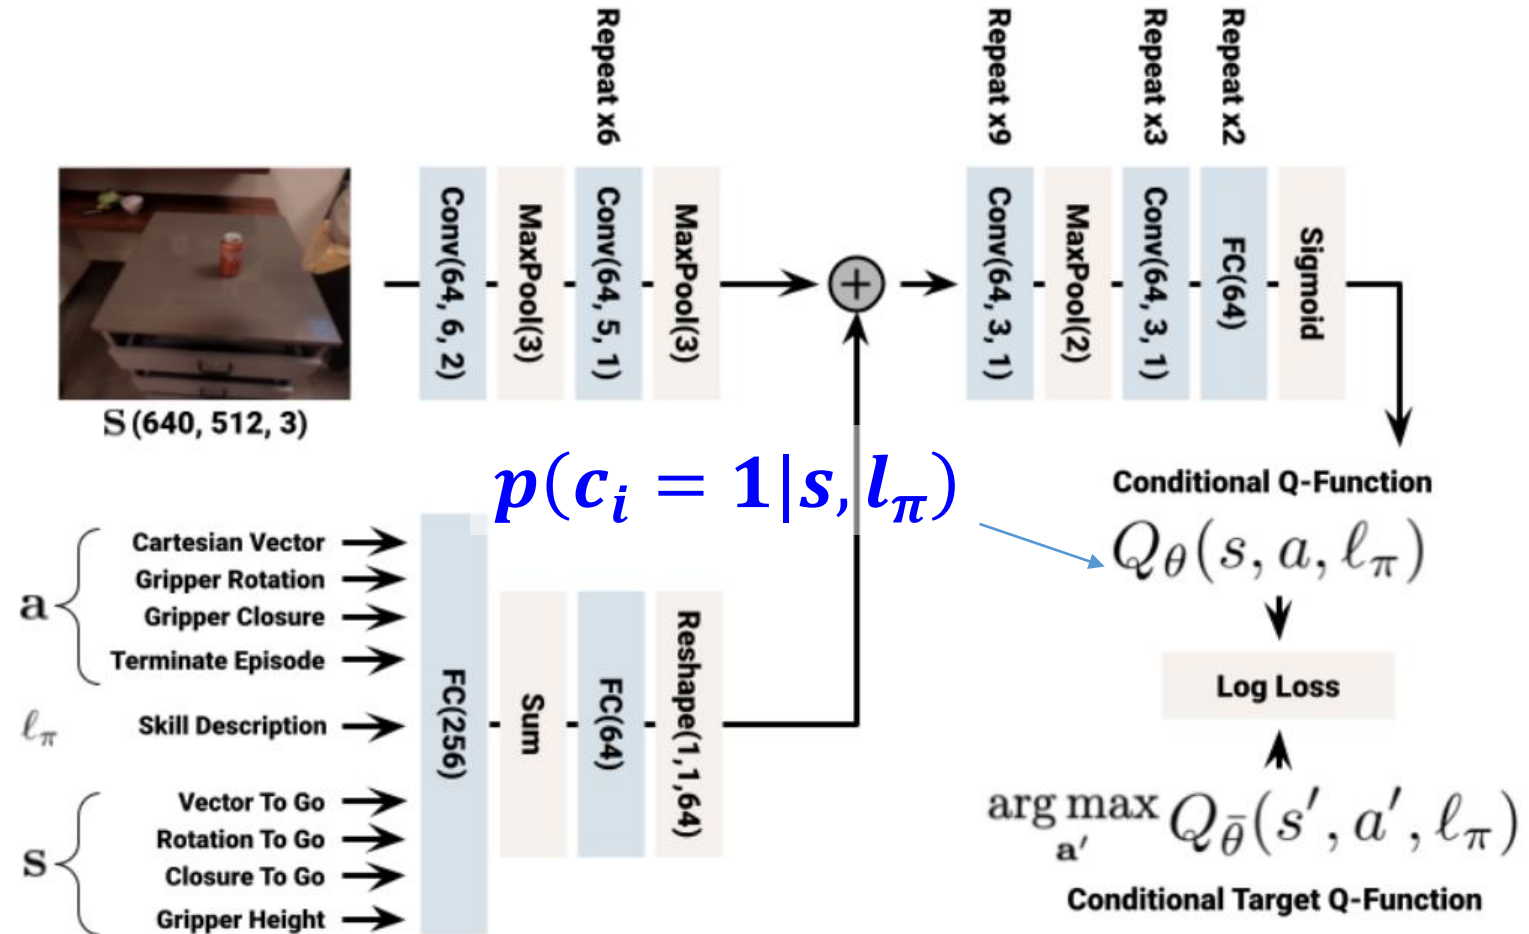 Repeat x6
Repeat x9
Repeat x3
Repeat x2
Conv(64, 6, 2)
MaxPool(3)
Conv(64, 5, 1)
MaxPool(3)
+
Conv(64, 3, 1)
MaxPool(2)
Conv(64, 3, 1)
FC(64)
Sigmoid
S (640, 512, 3)
p(cᵢ = 1|s, l_π)
Conditional Q-Function
Q_θ(s, a, ℓ_π)
a
Cartesian Vector
Gripper Rotation
Gripper Closure
Terminate Episode
ℓ_π
Skill Description
s
Vector To Go
Rotation To Go
Closure To Go
Gripper Height
FC(256)
Sum
FC(64)
Reshape(1,1,64)
Log Loss
arg max Q_θ̄(s′, a′, ℓ_π)
a′
Conditional Target Q-Function